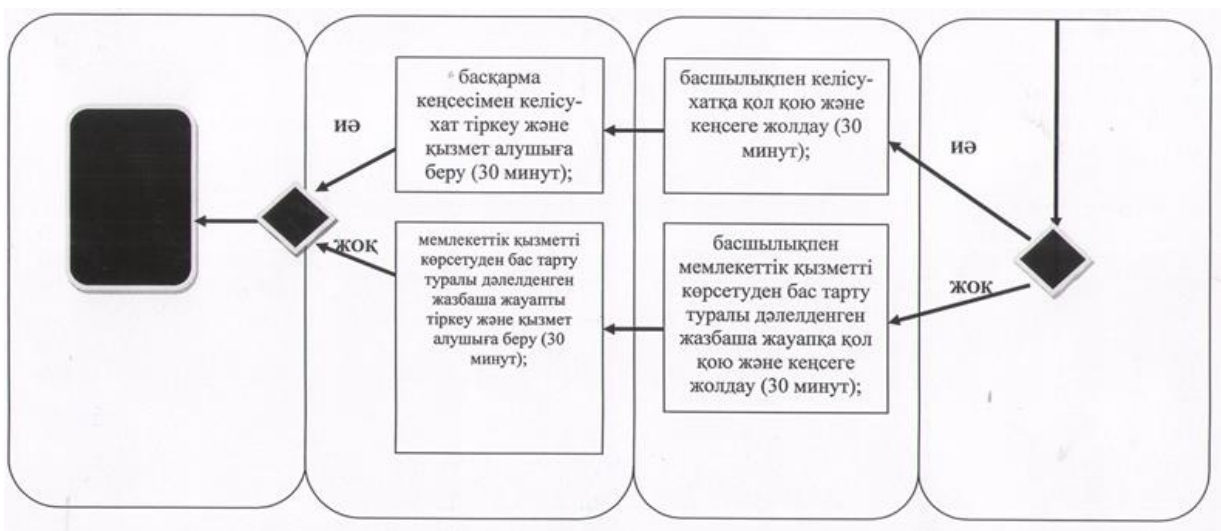 басқарма
кеңсесімен келісу-
хат тіркеу және
қызмет алушыға
беру (30 минут);
басшылықпен келісу-
хатқа қол қою және
кеңсеге жолдау (30
минут);
иә
иә
жоқ
мемлекеттік қызметті
көрсетуден бас тарту
туралы дәлелденген
жазбаша жауапты
тіркеу және қызмет
алушыға беру (30
минут);
басшылықпен
мемлекеттік қызметті
көрсетуден бас тарту
туралы дәлелденген
жазбаша жауапқа қол
қою және кеңсеге
жолдау (30 минут);
жоқ